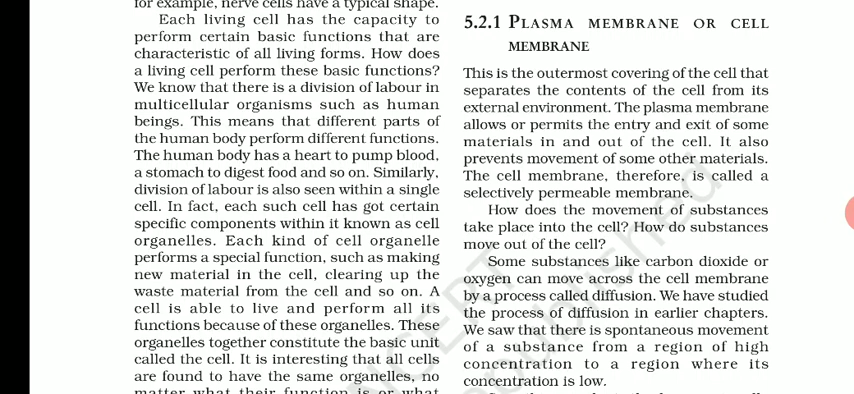 for example, nerve cells have a typical shape.
Each living cell has the capacity to
perform certain basic functions that are
characteristic of all living forms. How does
a living cell perform these basic functions?
We know that there is a division of labour in
multicellular organisms such as human
beings. This means that different parts of
the human body perform different functions.
The human body has a heart to pump blood,
a stomach to digest food and so on. Similarly,
division of labour is also seen within a single
cell. In fact, each such cell has got certain
specific components within it known as cell
organelles. Each kind of cell organelle
performs a special function, such as making
new material in the cell, clearing up the
waste material from the cell and so on. A
cell is able to live and perform all its
functions because of these organelles. These
organelles together constitute the basic unit
called the cell. It is interesting that all cells
are found to have the same organelles, no
matter what their function is or what
5.2.1 PLASMA MEMBRANE OR CELL
MEMBRANE
This is the outermost covering of the cell that
separates the contents of the cell from its
external environment. The plasma membrane
allows or permits the entry and exit of some
materials in and out of the cell. It also
prevents movement of some other materials.
The cell membrane, therefore, is called a
selectively permeable membrane.
How does the movement of substances
take place into the cell? How do substances
move out of the cell?
Some substances like carbon dioxide or
oxygen can move across the cell membrane
by a process called diffusion. We have studied
the process of diffusion in earlier chapters.
We saw that there is spontaneous movement
of a substance from a region of high
concentration to a region where its
concentration is low.